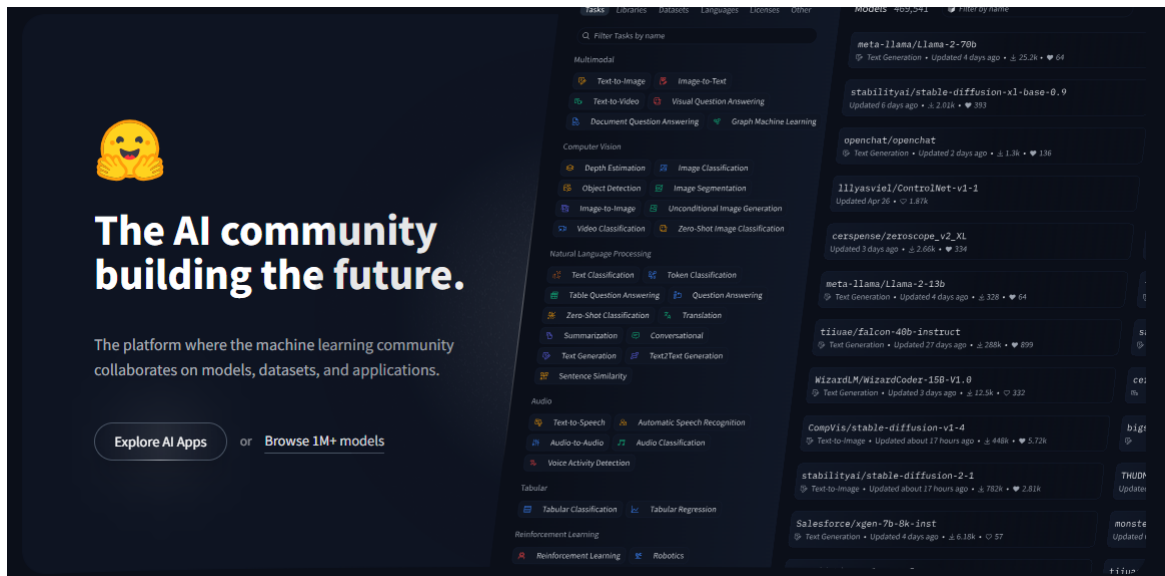 The AI community
building the future.
The platform where the machine learning community
collaborates on models, datasets, and applications.
Explore AI Apps or Browse 1M+ models
Tasks Libraries Datasets Languages Licenses Other
Filter Tasks by name
Multimodal
Text-to-Image Image-to-Text
Text-to-Video Visual Question Answering
Document Question Answering Graph Machine Learning
Computer Vision
Depth Estimation Image Classification
Object Detection Image Segmentation
Image-to-Image Unconditional Image Generation
Video Classification Zero-Shot Image Classification
Natural Language Processing
Text Classification Token Classification
Table Question Answering Question Answering
Zero-Shot Classification Translation
Summarization Conversational
Text Generation Text2Text Generation
Sentence Similarity
Audio
Text-to-Speech Automatic Speech Recognition
Audio-to-Audio Audio Classification
Voice Activity Detection
Tabular
Tabular Classification Tabular Regression
Reinforcement Learning
Reinforcement Learning Robotics
Models 469,541 Filter by name
meta-llama/Llama-2-70b
Text Generation • Updated 4 days ago • 25.2k • 64
stabilityai/stable-diffusion-xl-base-0.9
Updated 6 days ago • 2.01k • 393
openchat/openchat
Text Generation • Updated 2 days ago • 1.3k • 136
lllyasviel/ControlNet-v1-1
Updated Apr 26 • 1.87k
cerspense/zeroscope_v2_XL
Updated 3 days ago • 2.66k • 334
meta-llama/Llama-2-13b
Text Generation • Updated 4 days ago • 328 • 64
tiiuae/falcon-40b-instruct
Text Generation • Updated 27 days ago • 288k • 899
WizardLM/WizardCoder-15B-V1.0
Text Generation • Updated 3 days ago • 12.5k • 332
CompVis/stable-diffusion-v1-4
Text-to-Image • Updated about 17 hours ago • 448k • 5.72k
stabilityai/stable-diffusion-2-1
Text-to-Image • Updated about 17 hours ago • 782k • 2.81k
Salesforce/xgen-7b-8k-inst
Text Generation • Updated 4 days ago • 6.18k • 57